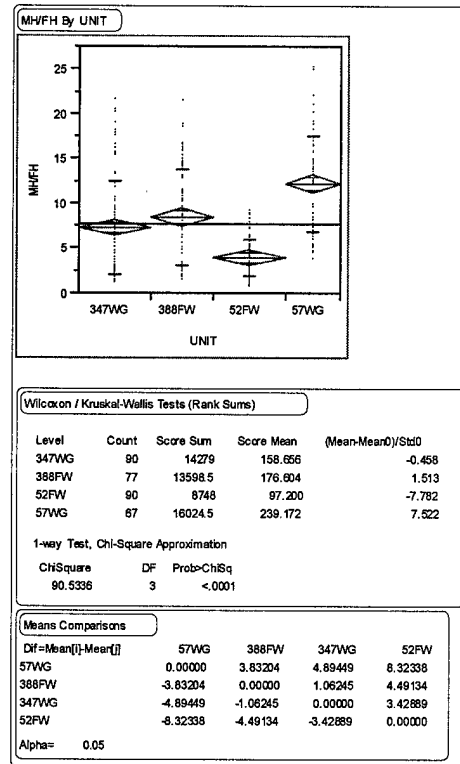 MH/FH By UNIT
25
20
15
10
5
0
MH/FH
347WG 388FW 52FW 57WG
UNIT
Wilcoxon / Kruskal-Wallis Tests (Rank Sums)
Level Count Score Sum Score Mean (Mean-Mean0)/Std0
347WG 90 14279 158.656 -0.458
388FW 77 13598.5 176.604 1.513
52FW 90 8748 97.200 -7.782
57WG 67 16024.5 239.172 7.522
1-way Test, Chi-Square Approximation
ChiSquare DF Prob>ChiSq
90.5336 3 <.0001
Means Comparisons
Dif=Mean[i]-Mean[j] 57WG 388FW 347WG 52FW
57WG 0.00000 3.83204 4.89449 8.32338
388FW -3.83204 0.00000 1.06245 4.49134
347WG -4.89449 -1.06245 0.00000 3.42889
52FW -8.32338 -4.49134 -3.42889 0.00000
Alpha= 0.05